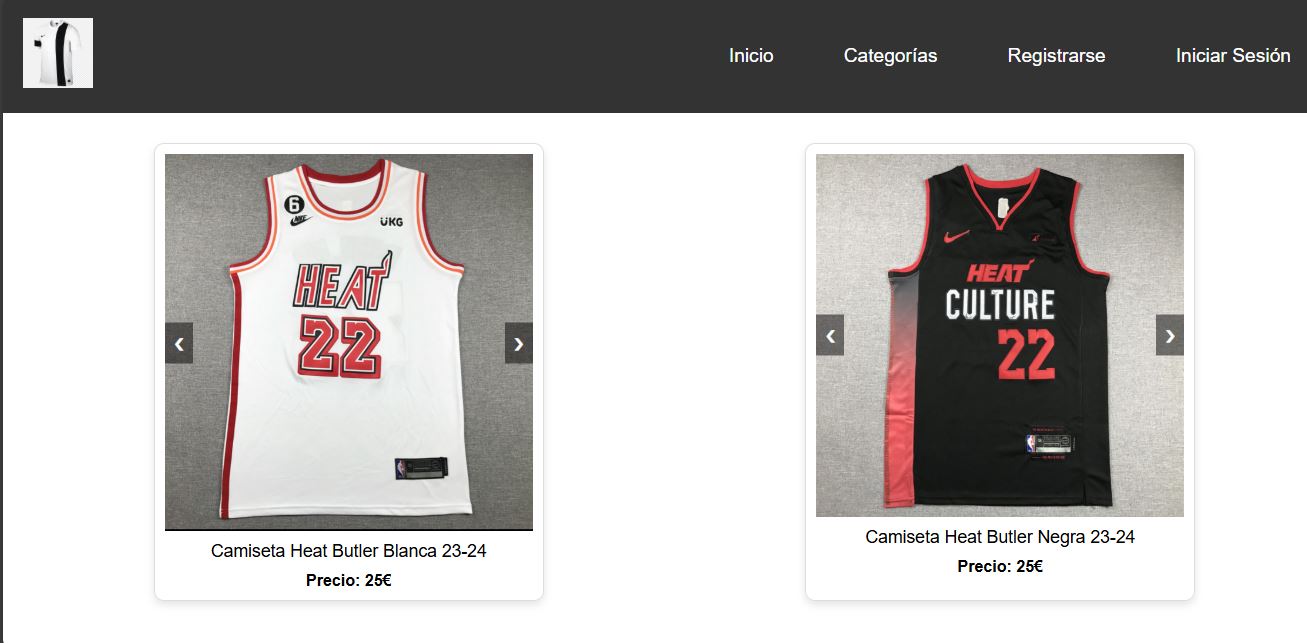 Inicio Categorías Registrarse Iniciar Sesión
6
NIKE
UKG
HEAT
22
HEAT
CULTURE
22
Camiseta Heat Butler Blanca 23-24
Precio: 25€
Camiseta Heat Butler Negra 23-24
Precio: 25€